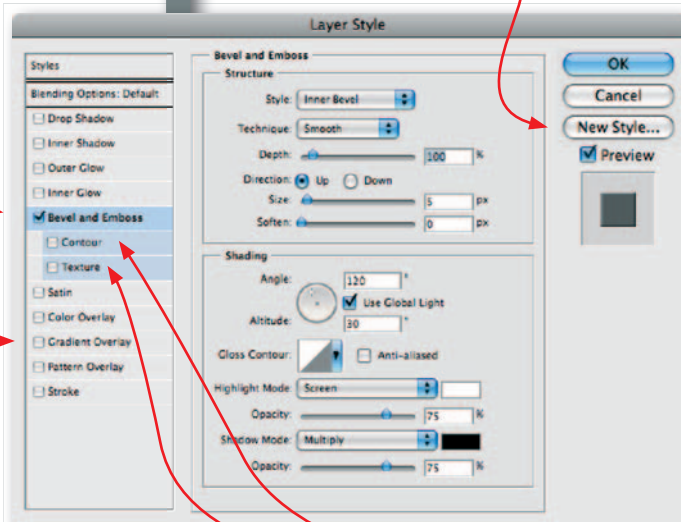 Layer Style
Styles
Blending Options: Default
Drop Shadow
Inner Shadow
Outer Glow
Inner Glow
Bevel and Emboss
Contour
Texture
Satin
Color Overlay
Gradient Overlay
Pattern Overlay
Stroke
Bevel and Emboss
Structure
Style: Inner Bevel
Technique: Smooth
Depth: 100 %
Direction: Up Down
Size: 5 px
Soften: 0 px
Shading
Angle: 120 °
Use Global Light
Altitude: 30 °
Gloss Contour: Anti-aliased
Highlight Mode: Screen
Opacity: 75 %
Shadow Mode: Multiply
Opacity: 75 %
OK
Cancel
New Style...
Preview